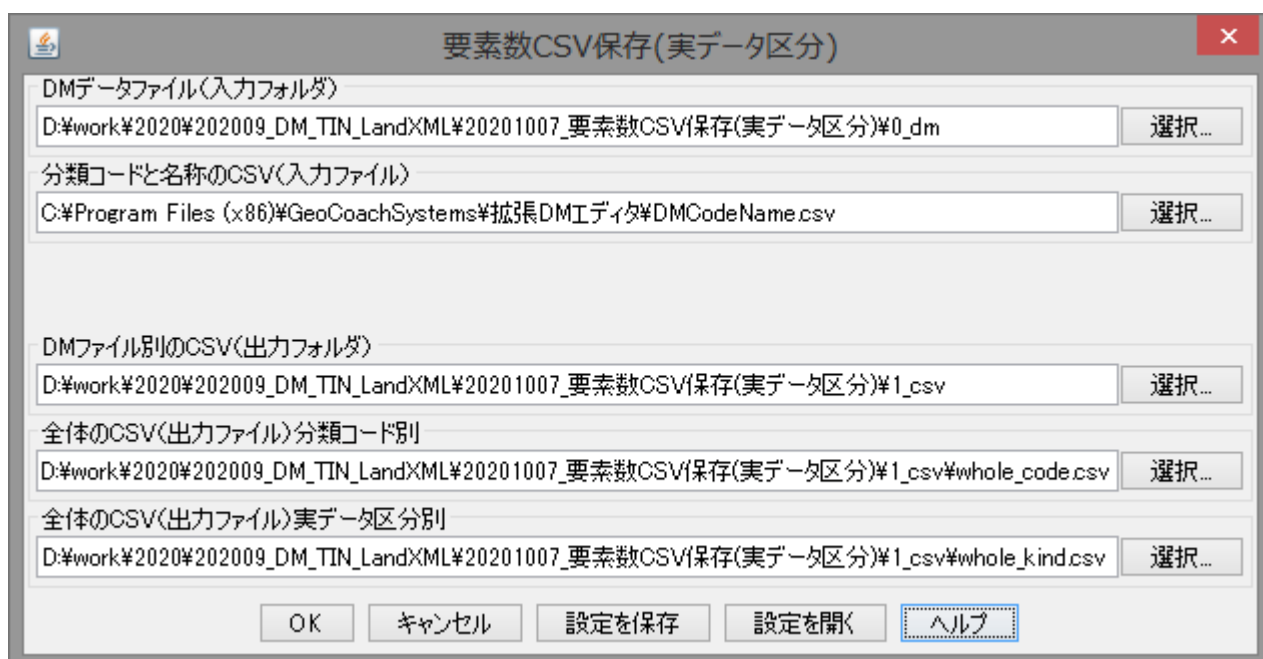 要素数CSV保存(実データ区分)
DMデータファイル(入力フォルダ)
D:¥work¥2020¥202009_DM_TIN_LandXML¥20201007_要素数CSV保存(実データ区分)¥0_dm 選択...
分類コードと名称のCSV(入力ファイル)
C:¥Program Files (x86)¥GeoCoachSystems¥拡張DMエディタ¥DMCodeName.csv 選択...
DMファイル別のCSV(出力フォルダ)
D:¥work¥2020¥202009_DM_TIN_LandXML¥20201007_要素数CSV保存(実データ区分)¥1_csv 選択...
全体のCSV(出力ファイル)分類コード別
D:¥work¥2020¥202009_DM_TIN_LandXML¥20201007_要素数CSV保存(実データ区分)¥1_csv¥whole_code.csv 選択...
全体のCSV(出力ファイル)実データ区分別
D:¥work¥2020¥202009_DM_TIN_LandXML¥20201007_要素数CSV保存(実データ区分)¥1_csv¥whole_kind.csv 選択...
OK キャンセル 設定を保存 設定を開く ヘルプ